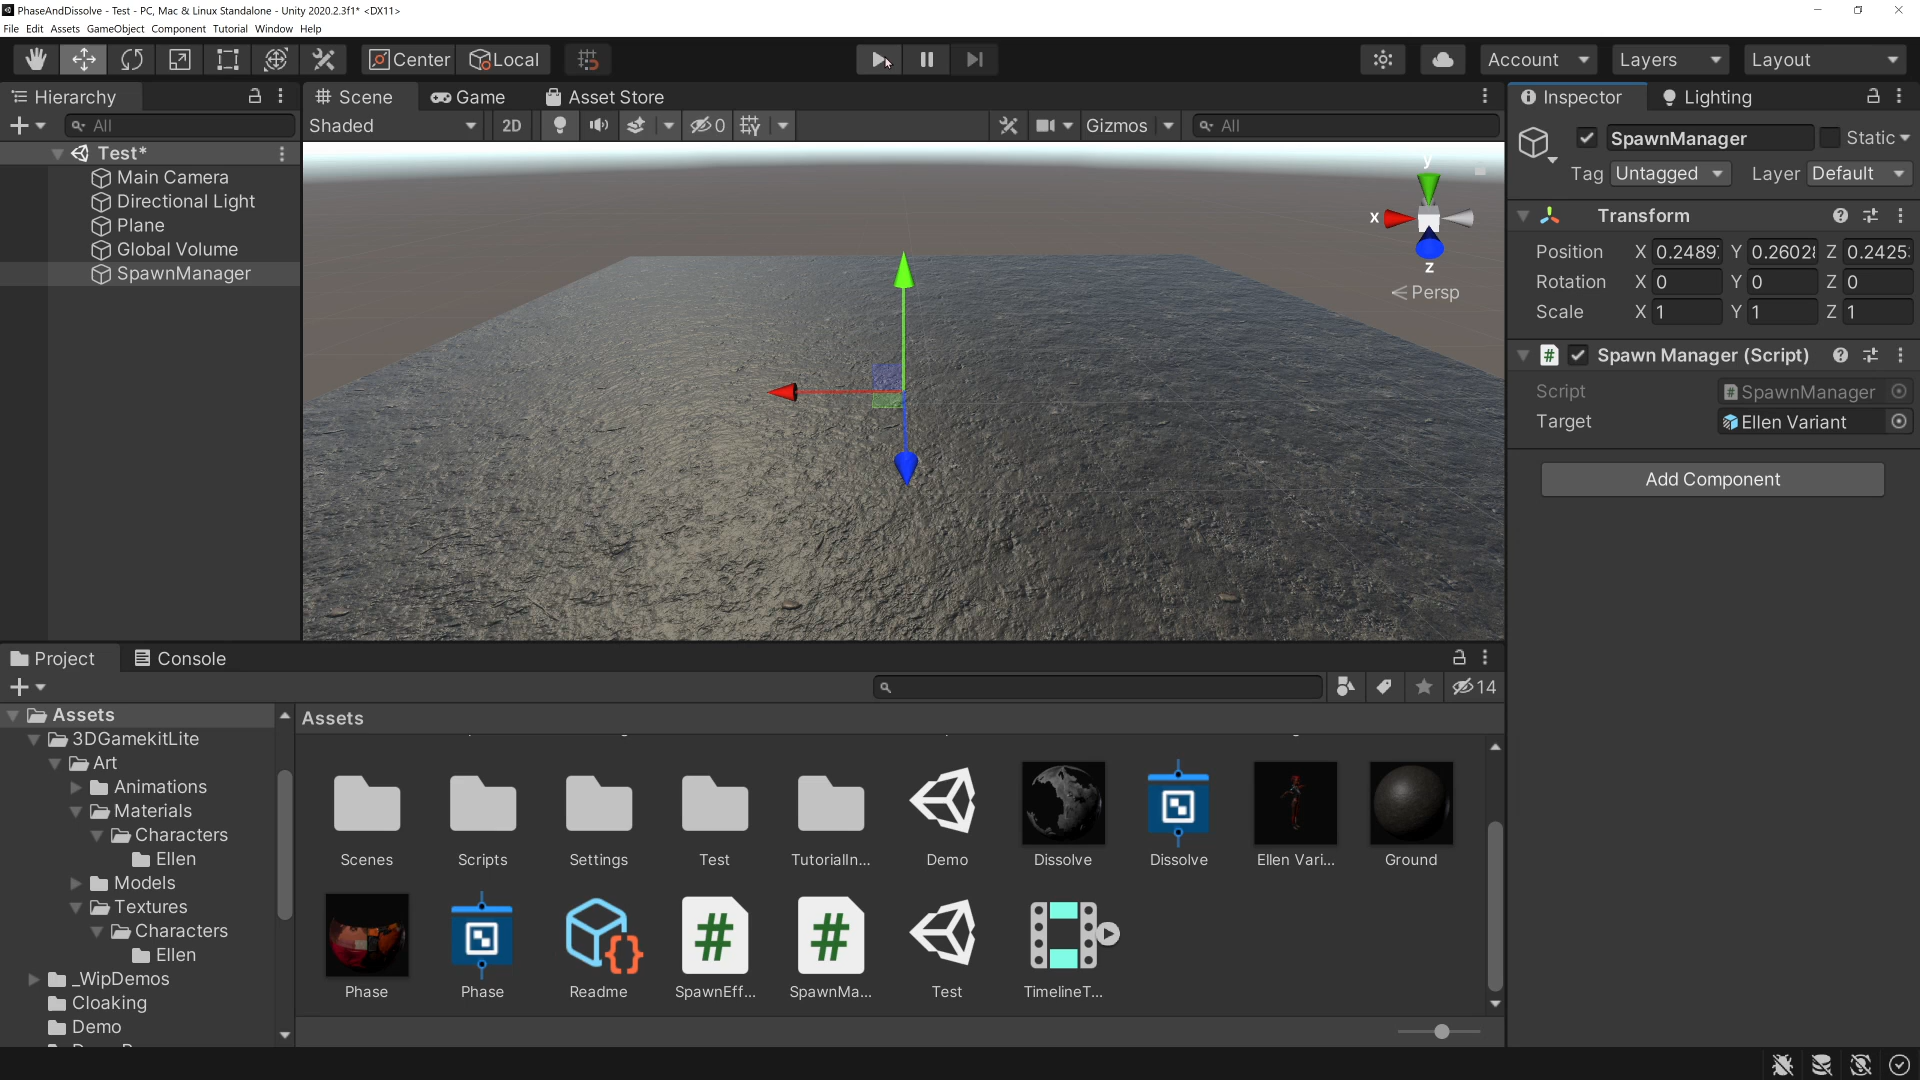 PhaseAndDissolve - Test - PC, Mac & Linux Standalone - Unity 2020.2.3f1* <DX11>
File Edit Assets GameObject Component Tutorial Window Help
Center Local Account Layers Layout
Hierarchy
All
Test*
Main Camera
Directional Light
Plane
Global Volume
SpawnManager
Scene Game Asset Store
Shaded 2D 0 Gizmos All
y
x
z
Persp
Inspector Lighting
SpawnManager Static
Tag Untagged Layer Default
Transform
Position X 0.2489 Y 0.2602 Z 0.2425
Rotation X 0 Y 0 Z 0
Scale X 1 Y 1 Z 1
# Spawn Manager (Script)
Script # SpawnManager
Target Ellen Variant
Add Component
Project Console
14
Assets
3DGamekitLite
Art
Animations
Materials
Characters
Ellen
Models
Textures
Characters
Ellen
_WipDemos
Cloaking
Demo
Assets
Scenes Scripts Settings Test TutorialIn... Demo Dissolve Dissolve Ellen Vari... Ground
Phase Phase Readme SpawnEff... SpawnMa... Test TimelineT...